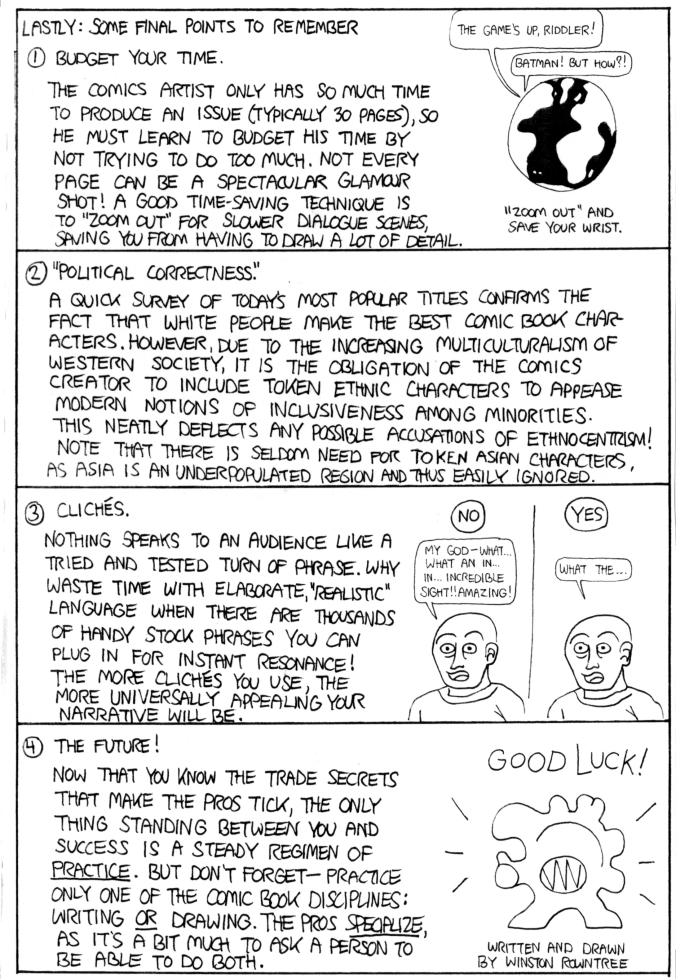 LASTLY: SOME FINAL POINTS TO REMEMBER
① BUDGET YOUR TIME.
THE COMICS ARTIST ONLY HAS SO MUCH TIME
TO PRODUCE AN ISSUE (TYPICALLY 30 PAGES), SO
HE MUST LEARN TO BUDGET HIS TIME BY
NOT TRYING TO DO TOO MUCH. NOT EVERY
PAGE CAN BE A SPECTACULAR GLAMOUR
SHOT! A GOOD TIME-SAVING TECHNIQUE IS
TO "ZOOM OUT" FOR SLOWER DIALOGUE SCENES,
SAVING YOU FROM HAVING TO DRAW A LOT OF DETAIL.
THE GAME'S UP, RIDDLER!
BATMAN! BUT HOW?!
"ZOOM OUT" AND
SAVE YOUR WRIST.
② "POLITICAL CORRECTNESS."
A QUICK SURVEY OF TODAY'S MOST POPULAR TITLES CONFIRMS THE
FACT THAT WHITE PEOPLE MAKE THE BEST COMIC BOOK CHAR-
ACTERS. HOWEVER, DUE TO THE INCREASING MULTICULTURALISM OF
WESTERN SOCIETY, IT IS THE OBLIGATION OF THE COMICS
CREATOR TO INCLUDE TOKEN ETHNIC CHARACTERS TO APPEASE
MODERN NOTIONS OF INCLUSIVENESS AMONG MINORITIES.
THIS NEATLY DEFLECTS ANY POSSIBLE ACCUSATIONS OF ETHNOCENTRISM!
NOTE THAT THERE IS SELDOM NEED FOR TOKEN ASIAN CHARACTERS,
AS ASIA IS AN UNDERPOPULATED REGION AND THUS EASILY IGNORED.
③ CLICHÉS.
NOTHING SPEAKS TO AN AUDIENCE LIKE A
TRIED AND TESTED TURN OF PHRASE. WHY
WASTE TIME WITH ELABORATE, "REALISTIC"
LANGUAGE WHEN THERE ARE THOUSANDS
OF HANDY STOCK PHRASES YOU CAN
PLUG IN FOR INSTANT RESONANCE!
THE MORE CLICHÉS YOU USE, THE
MORE UNIVERSALLY APPEALING YOUR
NARRATIVE WILL BE.
NO
MY GOD-WHAT...
WHAT AN IN...
IN... INCREDIBLE
SIGHT!! AMAZING!
YES
WHAT THE....
④ THE FUTURE!
NOW THAT YOU KNOW THE TRADE SECRETS
THAT MAKE THE PROS TICK, THE ONLY
THING STANDING BETWEEN YOU AND
SUCCESS IS A STEADY REGIMEN OF
PRACTICE. BUT DON'T FORGET- PRACTICE
ONLY ONE OF THE COMIC BOOK DISCIPLINES:
WRITING OR DRAWING. THE PROS SPECIALIZE,
AS IT'S A BIT MUCH TO ASK A PERSON TO
BE ABLE TO DO BOTH.
GOOD LUCK!
WRITTEN AND DRAWN
BY WINSTON ROWNTREE